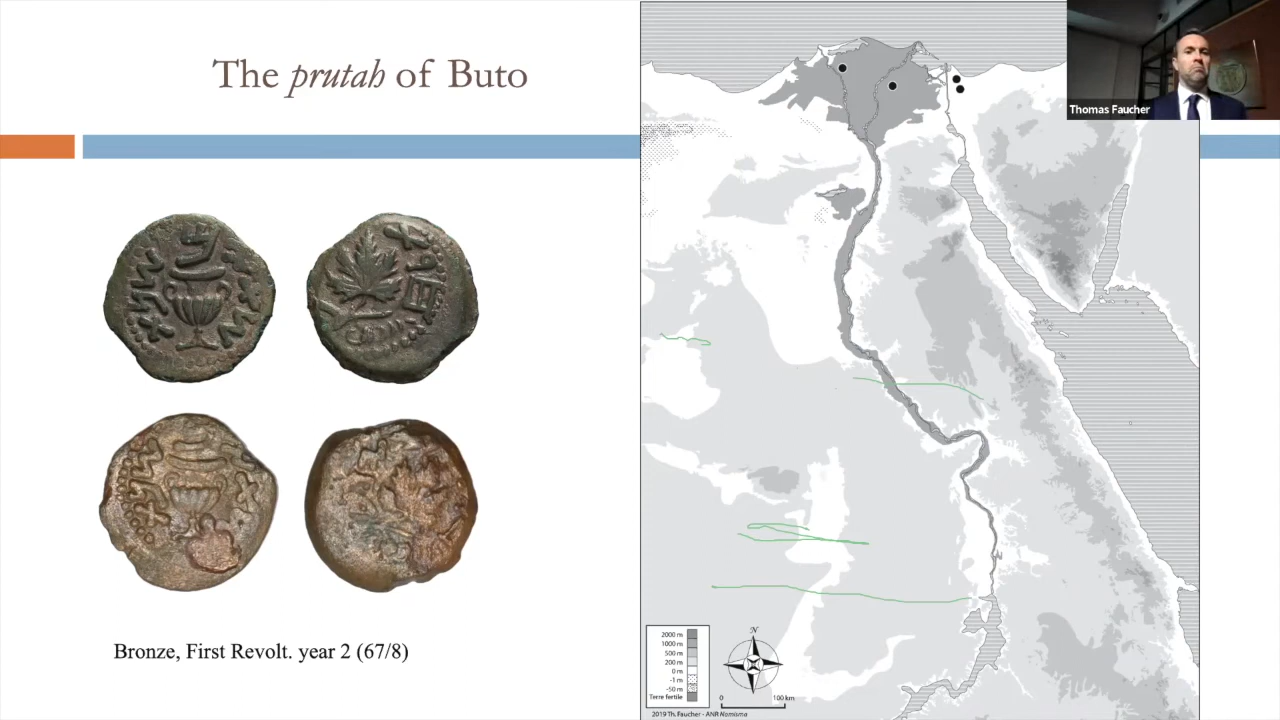 The prutah of Buto
Thomas Faucher
Bronze, First Revolt. year 2 (67/8)
N
2000 m
1000 m
500 m
200 m
0 m
-1 m
-50 m
Terre fertile
0 100 km
2019 Th. Faucher - ANR Nomisma